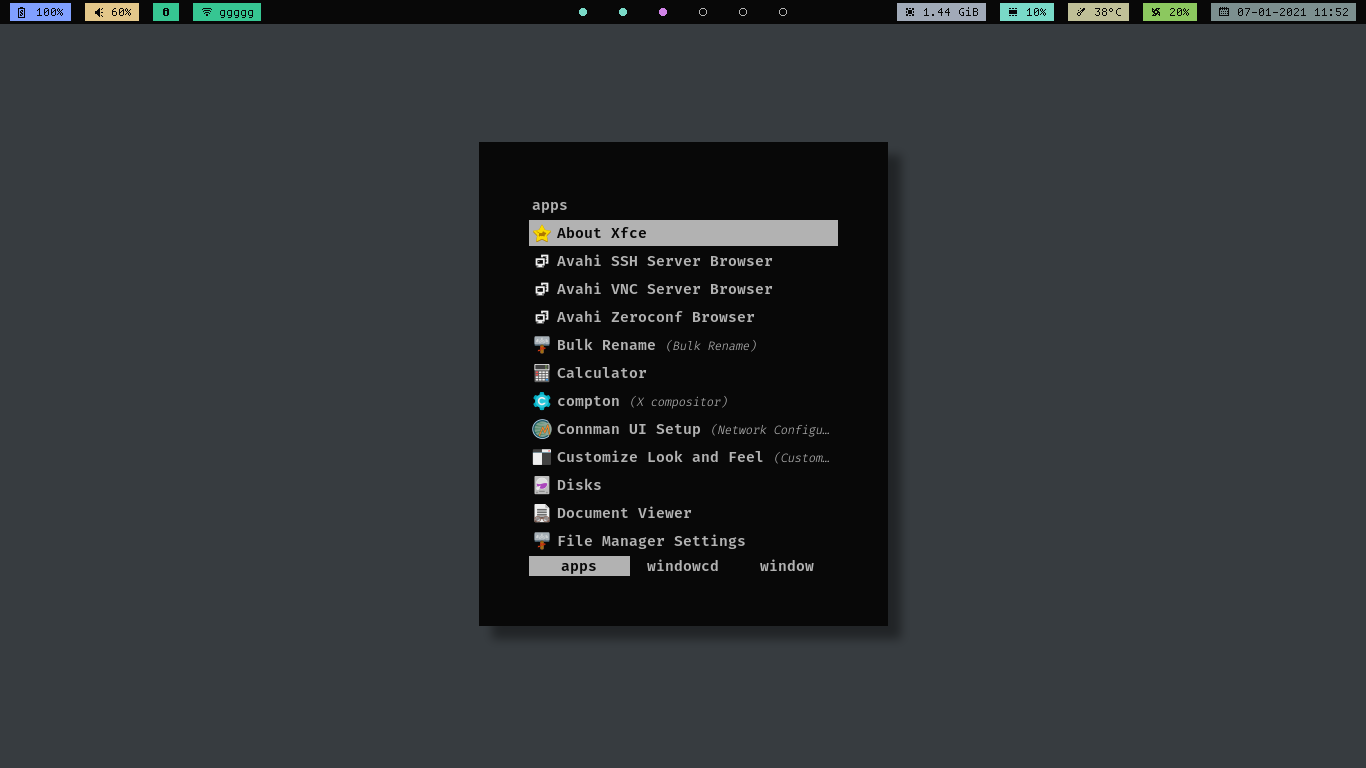 100% 60% ggggg 1.44 GiB 10% 38°C 20% 07-01-2021 11:52
apps
About Xfce
Avahi SSH Server Browser
Avahi VNC Server Browser
Avahi Zeroconf Browser
Bulk Rename (Bulk Rename)
Calculator
compton (X compositor)
Connman UI Setup (Network Configu…
Customize Look and Feel (Custom…
Disks
Document Viewer
File Manager Settings
apps windowcd window